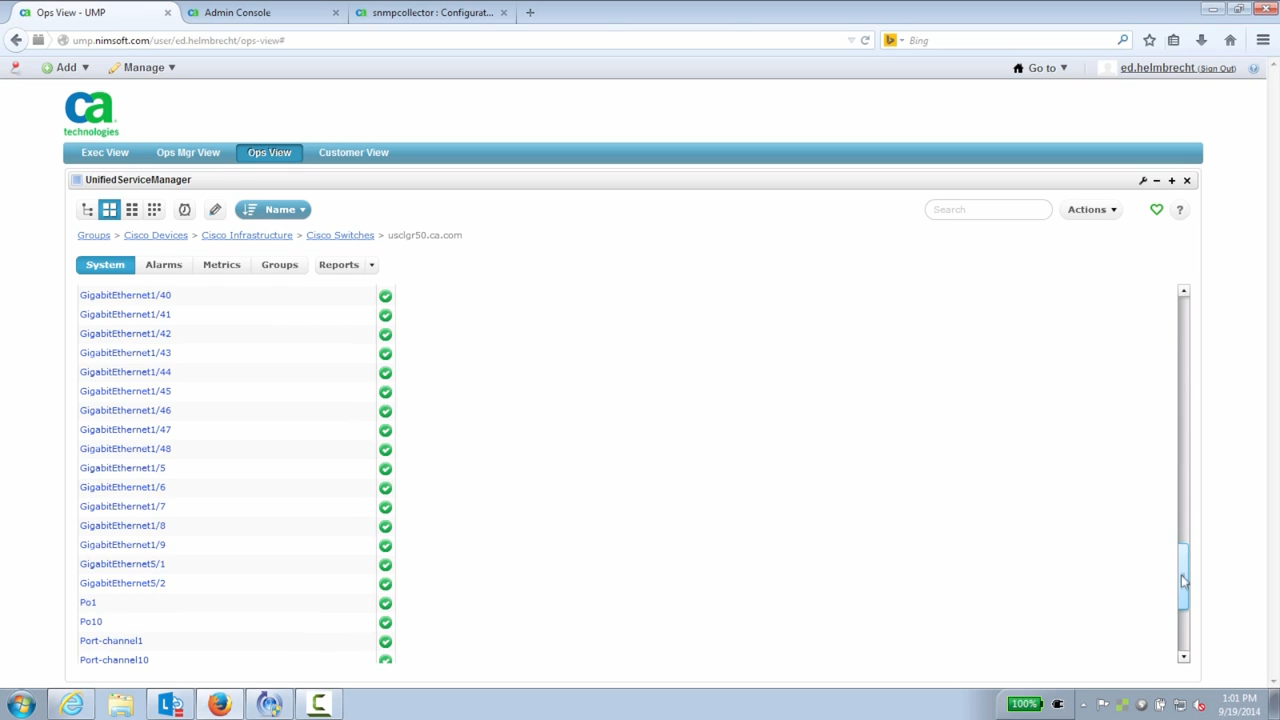 Ops View - UMP
Admin Console
snmpcollector : Configurat...
ump.nimsoft.com/user/ed.helmbrecht/ops-view#
Bing
Add
Manage
Go to
ed.helmbrecht (Sign Out)
ca
technologies
Exec View
Ops Mgr View
Ops View
Customer View
UnifiedServiceManager
Name
Search
Actions
?
Groups > Cisco Devices > Cisco Infrastructure > Cisco Switches > usclgr50.ca.com
System
Alarms
Metrics
Groups
Reports
GigabitEthernet1/40
GigabitEthernet1/41
GigabitEthernet1/42
GigabitEthernet1/43
GigabitEthernet1/44
GigabitEthernet1/45
GigabitEthernet1/46
GigabitEthernet1/47
GigabitEthernet1/48
GigabitEthernet1/5
GigabitEthernet1/6
GigabitEthernet1/7
GigabitEthernet1/8
GigabitEthernet1/9
GigabitEthernet5/1
GigabitEthernet5/2
Po1
Po10
Port-channel1
Port-channel10
100%
1:01 PM
9/19/2014